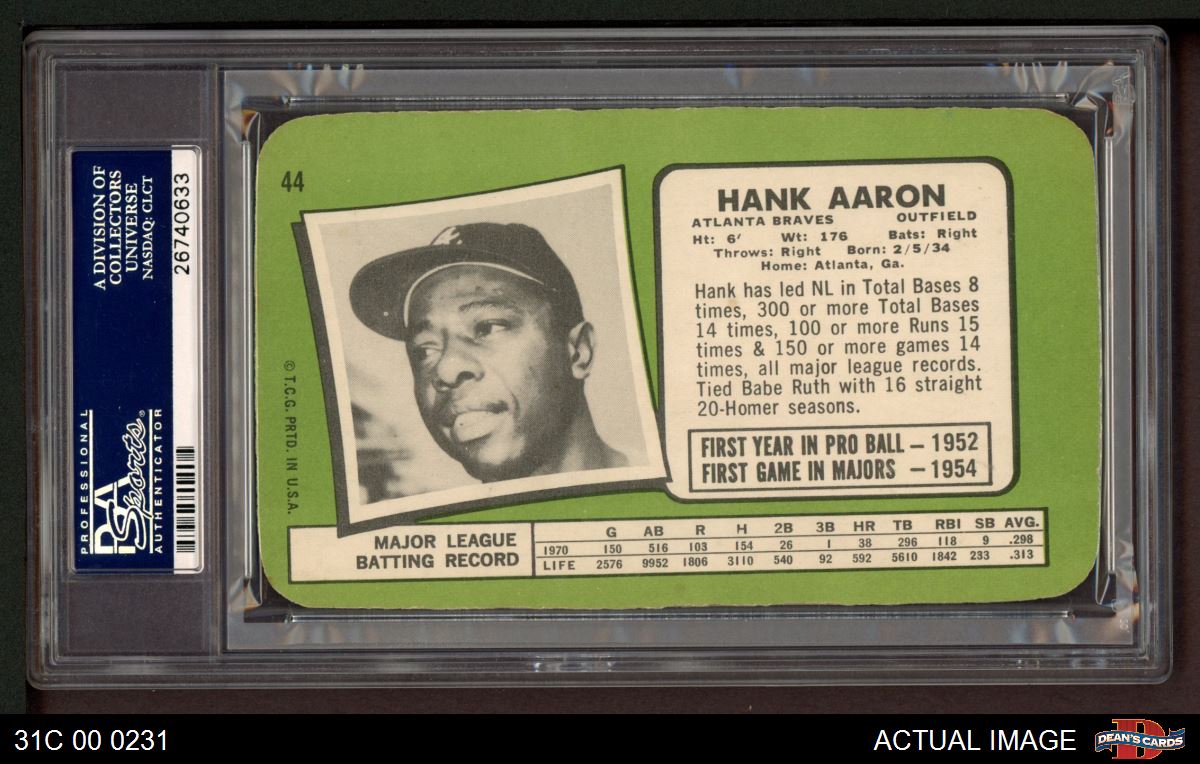 A DIVISION OF
COLLECTORS
UNIVERSE
NASDAQ: CLCT
26740633
PROFESSIONAL
PSA
Sports®
AUTHENTICATOR
44
© T.C.G. PRTD. IN U.S.A.
HANK AARON
ATLANTA BRAVES OUTFIELD
Ht: 6' Wt: 176 Bats: Right
Throws: Right Born: 2/5/34
Home: Atlanta, Ga.
Hank has led NL in Total Bases 8
times, 300 or more Total Bases
14 times, 100 or more Runs 15
times & 150 or more games 14
times, all major league records.
Tied Babe Ruth with 16 straight
20-Homer seasons.
FIRST YEAR IN PRO BALL — 1952
FIRST GAME IN MAJORS — 1954
MAJOR LEAGUE
BATTING RECORD
G AB R H 2B 3B HR TB RBI SB AVG.
1970 150 516 103 154 26 1 38 296 118 9 .298
LIFE 2576 9952 1806 3110 540 92 592 5610 1842 233 .313
31C 00 0231
ACTUAL IMAGE
DEAN'S CARDS